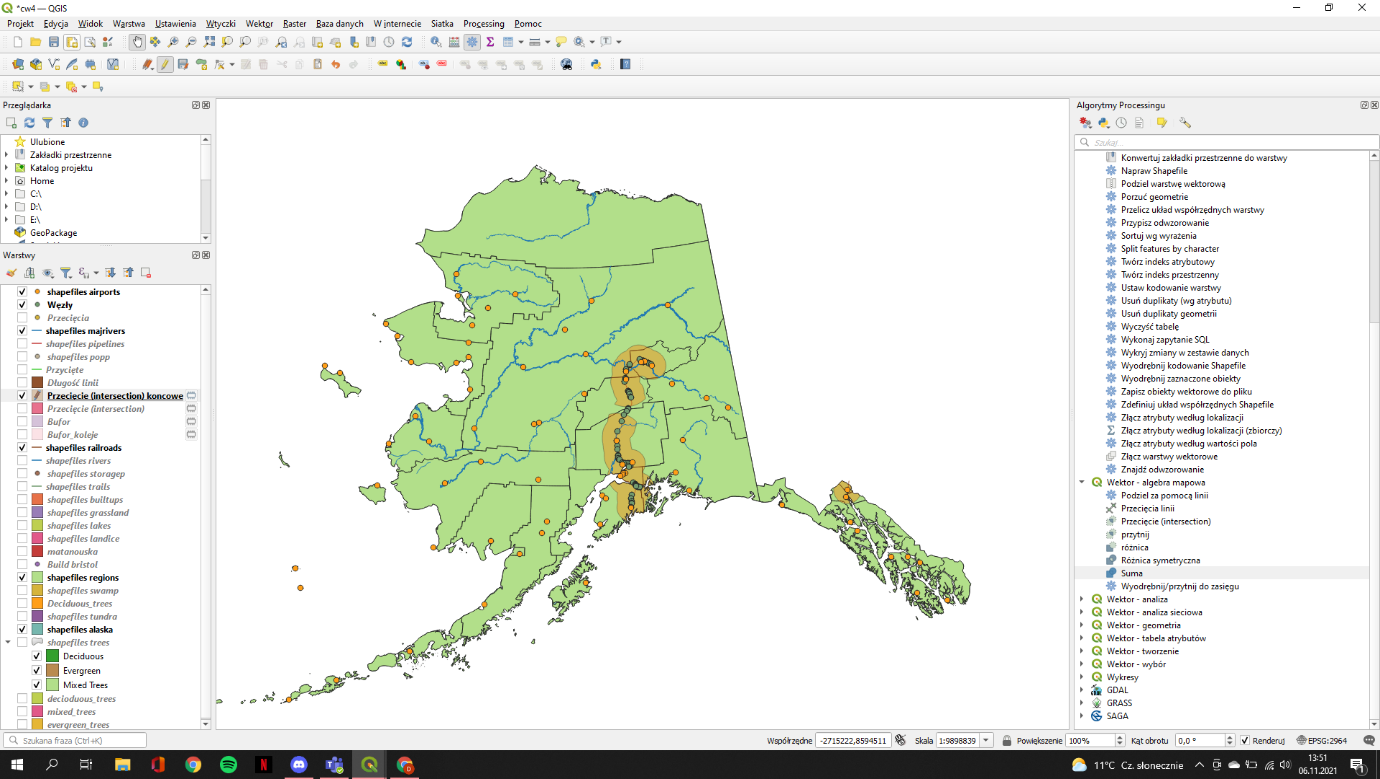 *cw4 — QGIS
Projekt Edycja Widok Warstwa Ustawienia Wtyczki Wektor Raster Baza danych W internecie Siatka Processing Pomoc
Przeglądarka
Ulubione
Zakładki przestrzenne
Katalog projektu
Home
C:\
D:\
E:\
GeoPackage
Warstwy
shapefiles airports
Węzły
Przecięcia
shapefiles majrivers
shapefiles pipelines
shapefiles popp
Przycięte
Długość linii
Przecięcie (intersection) koncowe
Przecięcie (intersection)
Bufor
Bufor_koleje
shapefiles railroads
shapefiles rivers
shapefiles storagep
shapefiles trails
shapefiles builtups
shapefiles grassland
shapefiles lakes
shapefiles landice
matanouska
Build bristol
shapefiles regions
shapefiles swamp
Deciduous_trees
shapefiles tundra
shapefiles alaska
shapefiles trees
Deciduous
Evergreen
Mixed Trees
decioduous_trees
mixed_trees
evergreen_trees
Algorytmy Processingu
Szukaj...
Konwertuj zakładki przestrzenne do warstwy
Napraw Shapefile
Podziel warstwę wektorową
Porzuć geometrie
Przelicz układ współrzędnych warstwy
Przypisz odwzorowanie
Sortuj wg wyrażenia
Split features by character
Twórz indeks atrybutowy
Twórz indeks przestrzenny
Ustaw kodowanie warstwy
Usuń duplikaty (wg atrybutu)
Usuń duplikaty geometrii
Wyczyść tabelę
Wykonaj zapytanie SQL
Wykryj zmiany w zestawie danych
Wyodrębnij kodowanie Shapefile
Wyodrębnij zaznaczone obiekty
Zapisz obiekty wektorowe do pliku
Zdefiniuj układ współrzędnych Shapefile
Złącz atrybuty według lokalizacji
Złącz atrybuty według lokalizacji (zbiorczy)
Złącz atrybuty według wartości pola
Złącz warstwy wektorowe
Znajdź odwzorowanie
Wektor - algebra mapowa
Podziel za pomocą linii
Przecięcia linii
Przecięcie (intersection)
przytnij
różnica
Różnica symetryczna
Suma
Wyodrębnij/przytnij do zasięgu
Wektor - analiza
Wektor - analiza sieciowa
Wektor - geometria
Wektor - tabela atrybutów
Wektor - tworzenie
Wektor - wybór
Wykresy
GDAL
GRASS
SAGA
Szukana fraza (Ctrl+K)
Współrzędne -2715222,8594511 Skala 1:9898839 Powiększenie 100% Kąt obrotu 0,0 ° Renderuj EPSG:2964
11°C Cz. słonecznie
13:51
06.11.2021